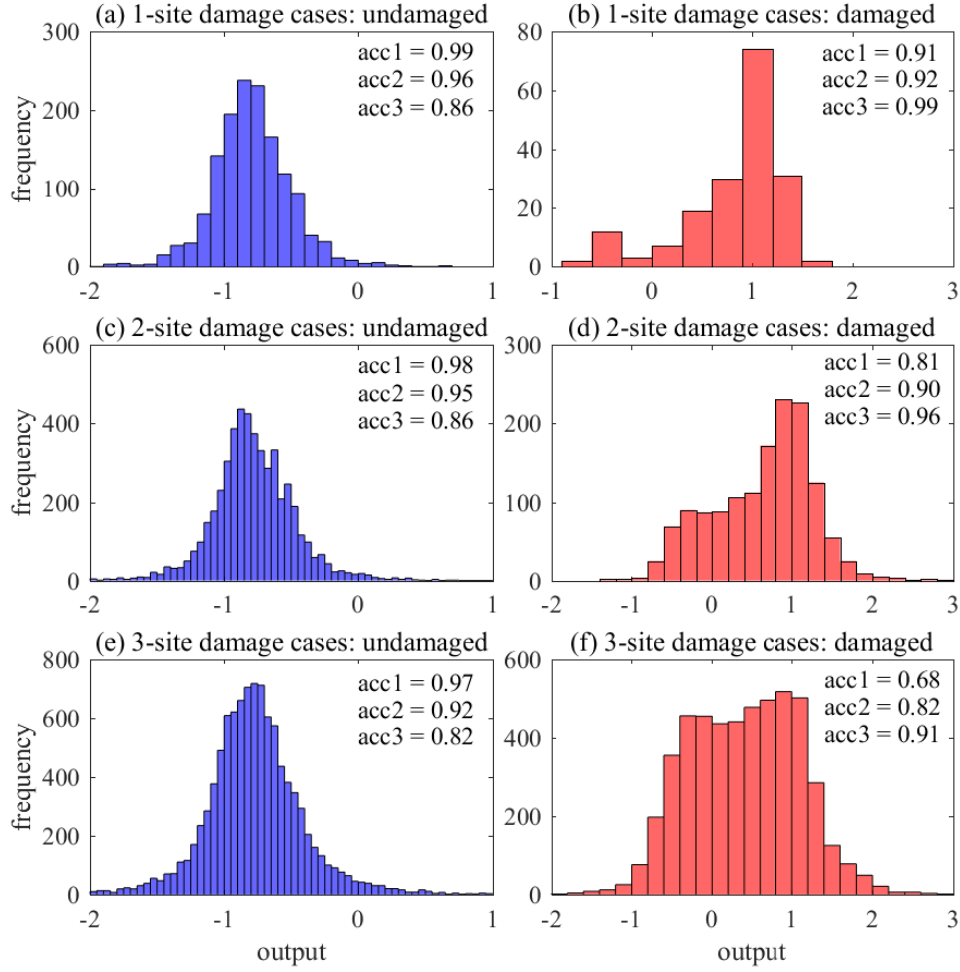 (a) 1-site damage cases: undamaged
300
200
100
0
frequency
acc1 = 0.99
acc2 = 0.96
acc3 = 0.86
-2 -1 0 1
(b) 1-site damage cases: damaged
80
60
40
20
0
acc1 = 0.91
acc2 = 0.92
acc3 = 0.99
-1 0 1 2 3
(c) 2-site damage cases: undamaged
600
400
200
0
frequency
acc1 = 0.98
acc2 = 0.95
acc3 = 0.86
-2 -1 0 1
(d) 2-site damage cases: damaged
300
200
100
0
acc1 = 0.81
acc2 = 0.90
acc3 = 0.96
-2 -1 0 1 2 3
(e) 3-site damage cases: undamaged
800
600
400
200
0
frequency
acc1 = 0.97
acc2 = 0.92
acc3 = 0.82
-2 -1 0 1
output
(f) 3-site damage cases: damaged
600
400
200
0
acc1 = 0.68
acc2 = 0.82
acc3 = 0.91
-2 -1 0 1 2 3
output